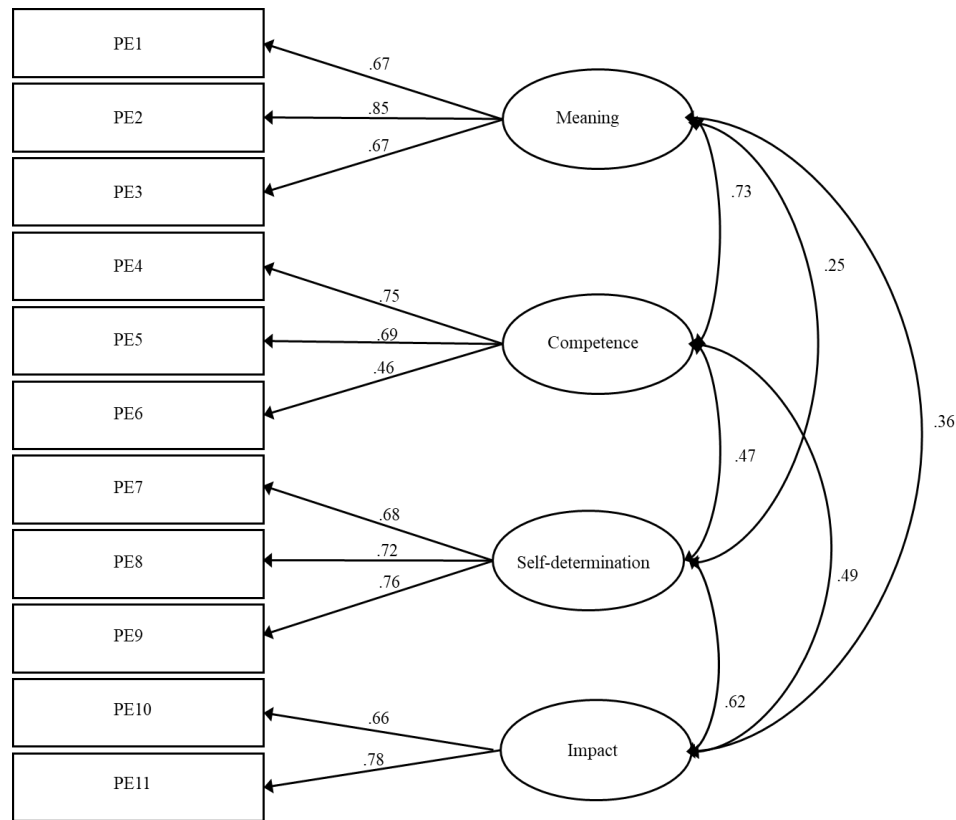 PE1
PE2
PE3
PE4
PE5
PE6
PE7
PE8
PE9
PE10
PE11
.67
.85
.67
.75
.69
.46
.68
.72
.76
.66
.78
Meaning
Competence
Self-determination
Impact
.73
.25
.47
.36
.49
.62